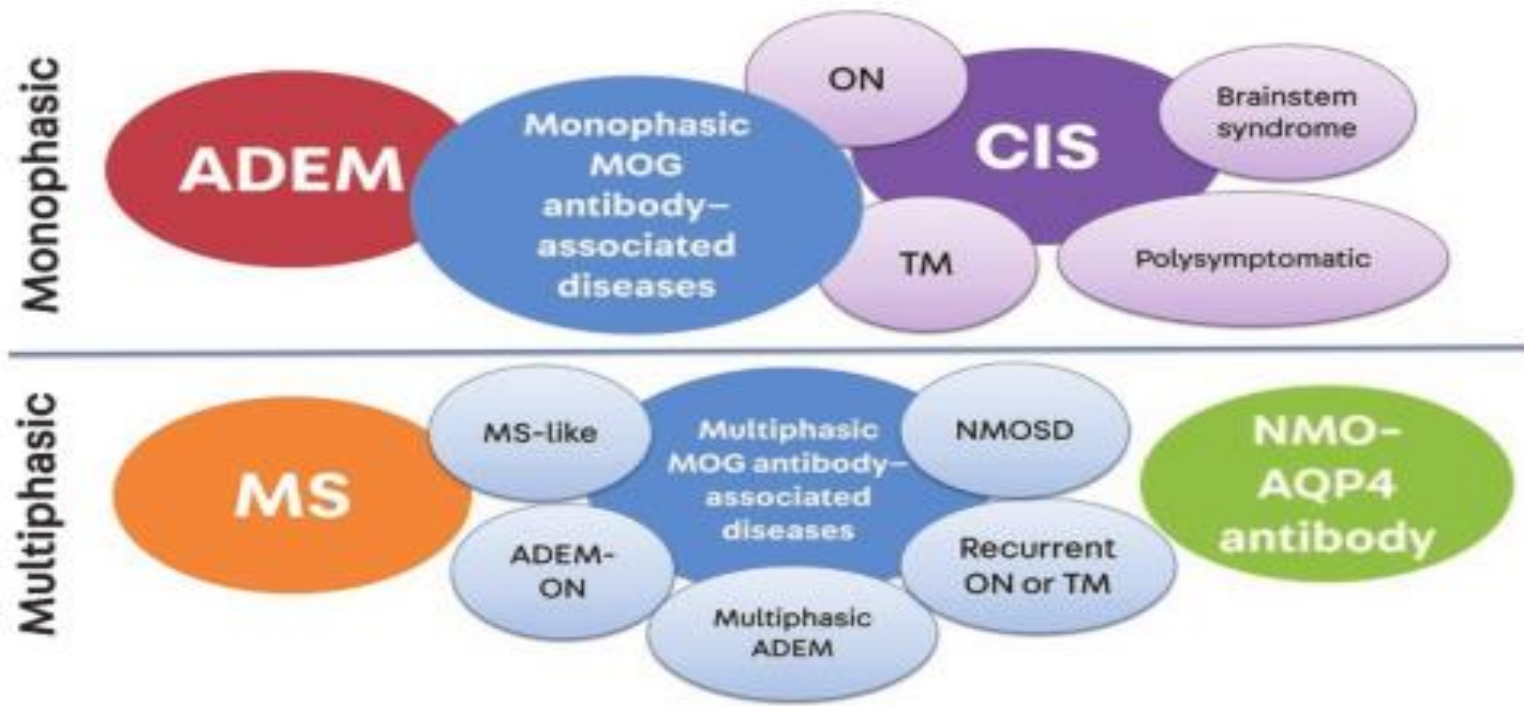 Monophasic
ADEM
Monophasic
MOG
antibody–
associated
diseases
ON
CIS
Brainstem
syndrome
TM
Polysymptomatic
Multiphasic
MS
MS-like
ADEM-
ON
Multiphasic
MOG antibody–
associated
diseases
Multiphasic
ADEM
NMOSD
Recurrent
ON or TM
NMO-
AQP4
antibody